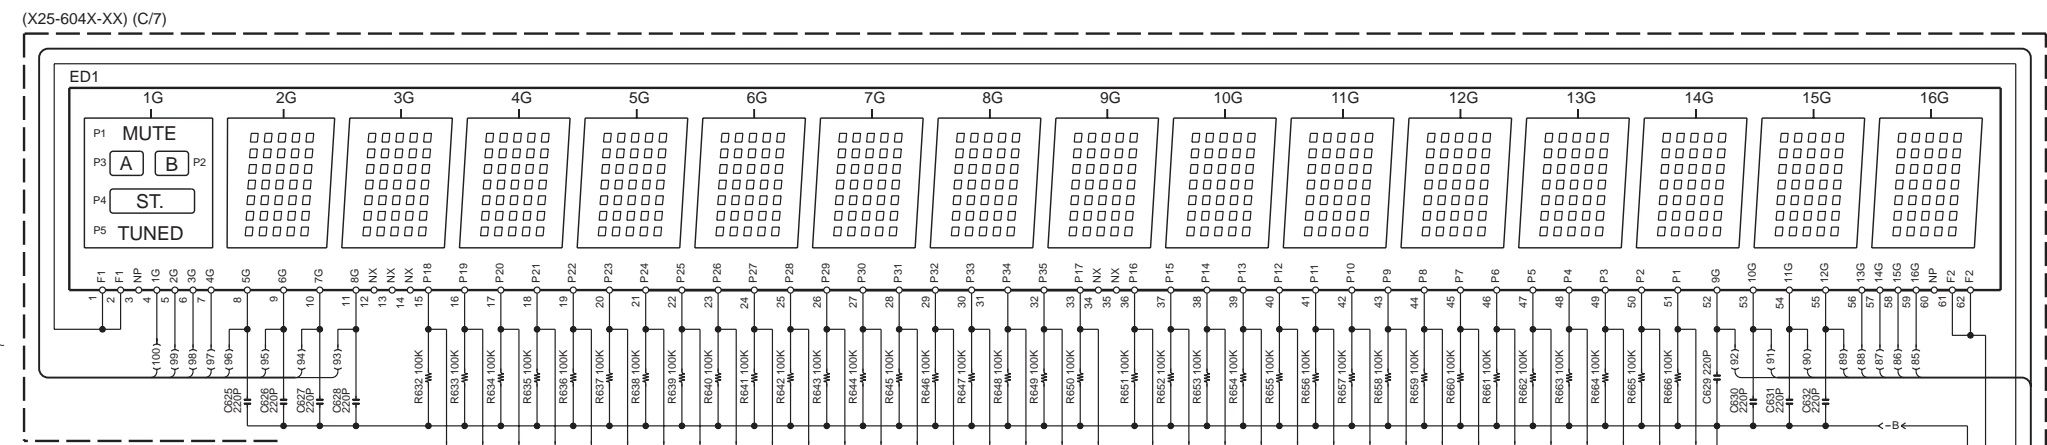 (X25-604X-XX) (C/7)
ED1
1G 2G 3G 4G 5G 6G 7G 8G 9G 10G 11G 12G 13G 14G 15G 16G
P1 MUTE
P3 A B P2
P4 ST.
P5 TUNED
F1 F1 NP 1G 2G 3G 4G 5G 6G 7G 8G NX NX NX P18 P19 P20 P21 P22 P23 P24 P25 P26 P27 P28 P29 P30 P31 P32 P33 P34 P35 P17 NX NX P16 P15 P14 P13 P12 P11 P10 P9 P8 P7 P6 P5 P4 P3 P2 P1 9G 10G 11G 12G 13G 14G 15G 16G NP F2 F2
1 2 3 4 5 6 7 8 9 10 11 12 13 14 15 16 17 18 19 20 21 22 23 24 25 26 27 28 29 30 31 32 33 34 35 36 37 38 39 40 41 42 43 44 45 46 47 48 49 50 51 52 53 54 55 56 57 58 59 60 61 62
(100) (99) (98) (97) (96) (95) (94) (93) (92) (91) (90) (89) (88) (87) (86) (85)
C625 220P
C626 220P
C627 220P
C628 220P
R632 100K
R633 100K
R634 100K
R635 100K
R636 100K
R637 100K
R638 100K
R639 100K
R640 100K
R641 100K
R642 100K
R643 100K
R644 100K
R645 100K
R646 100K
R647 100K
R648 100K
R649 100K
R650 100K
R651 100K
R652 100K
R653 100K
R654 100K
R655 100K
R656 100K
R657 100K
R658 100K
R659 100K
R660 100K
R661 100K
R662 100K
R663 100K
R664 100K
R665 100K
R666 100K
C629 220P
C630 220P
C631 220P
C632 220P
-B